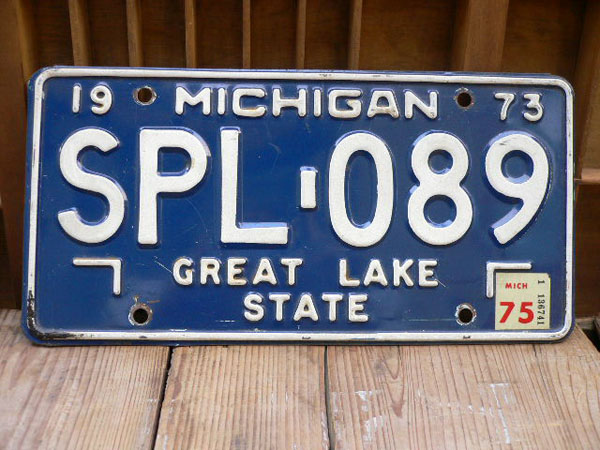 19 MICHIGAN 73
SPL 089
GREAT LAKE
STATE
MICH
75
1 136741